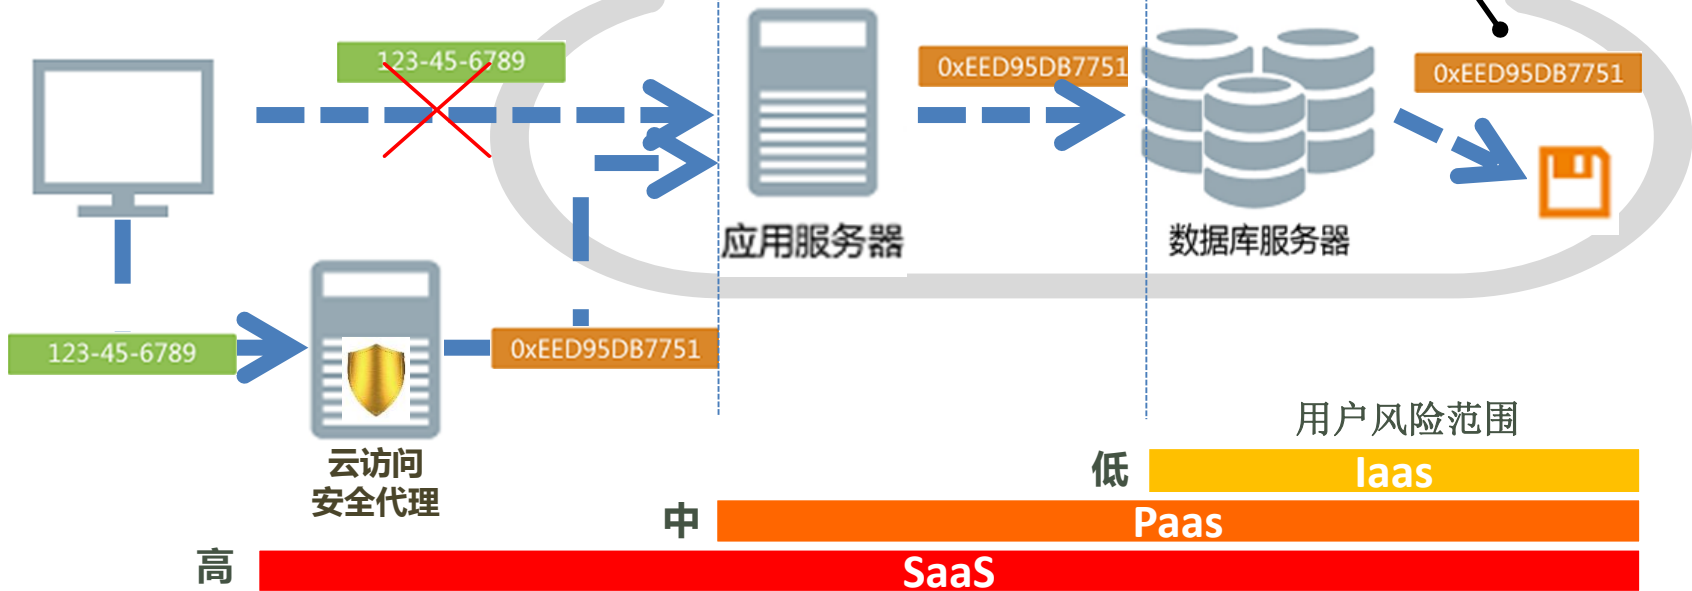 123-45-6789
0xEED95DB7751
0xEED95DB7751
应用服务器
数据库服务器
123-45-6789
0xEED95DB7751
云访问
安全代理
用户风险范围
低
Iaas
中
Paas
高
SaaS